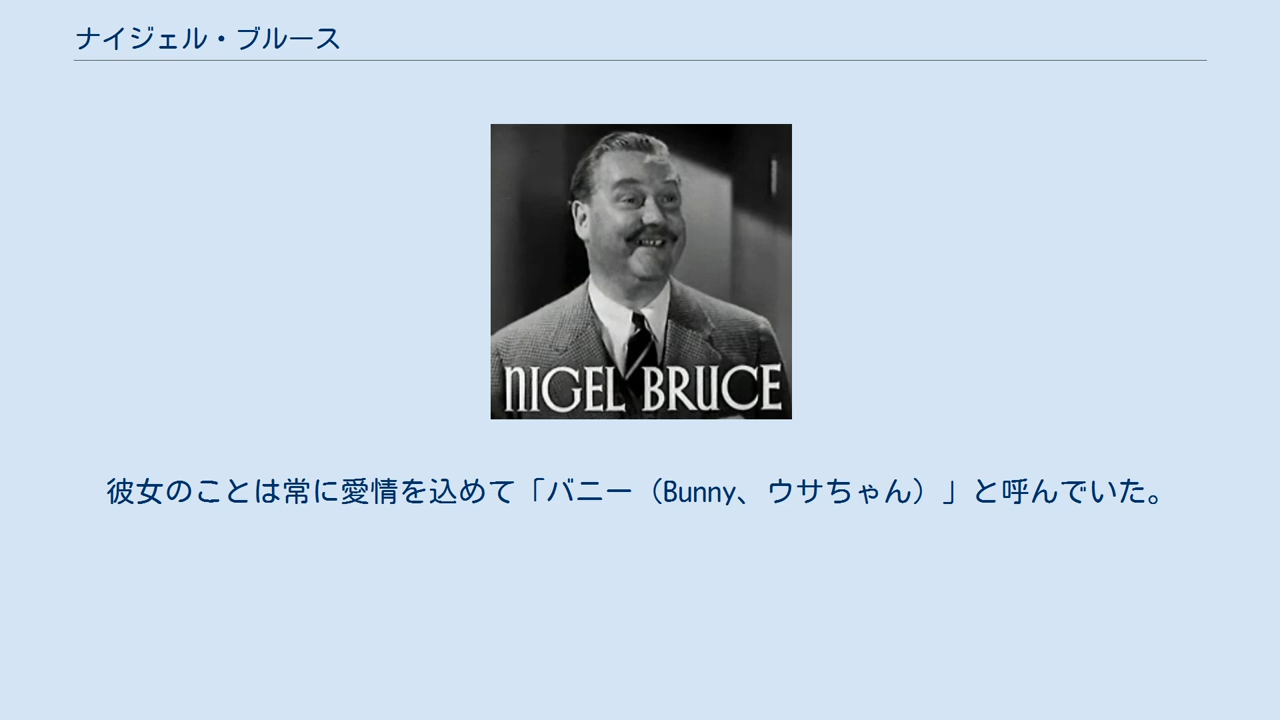 ナイジェル・ブルース
NIGEL BRUCE
彼女のことは常に愛情を込めて「バニー（Bunny、ウサちゃん）」と呼んでいた。